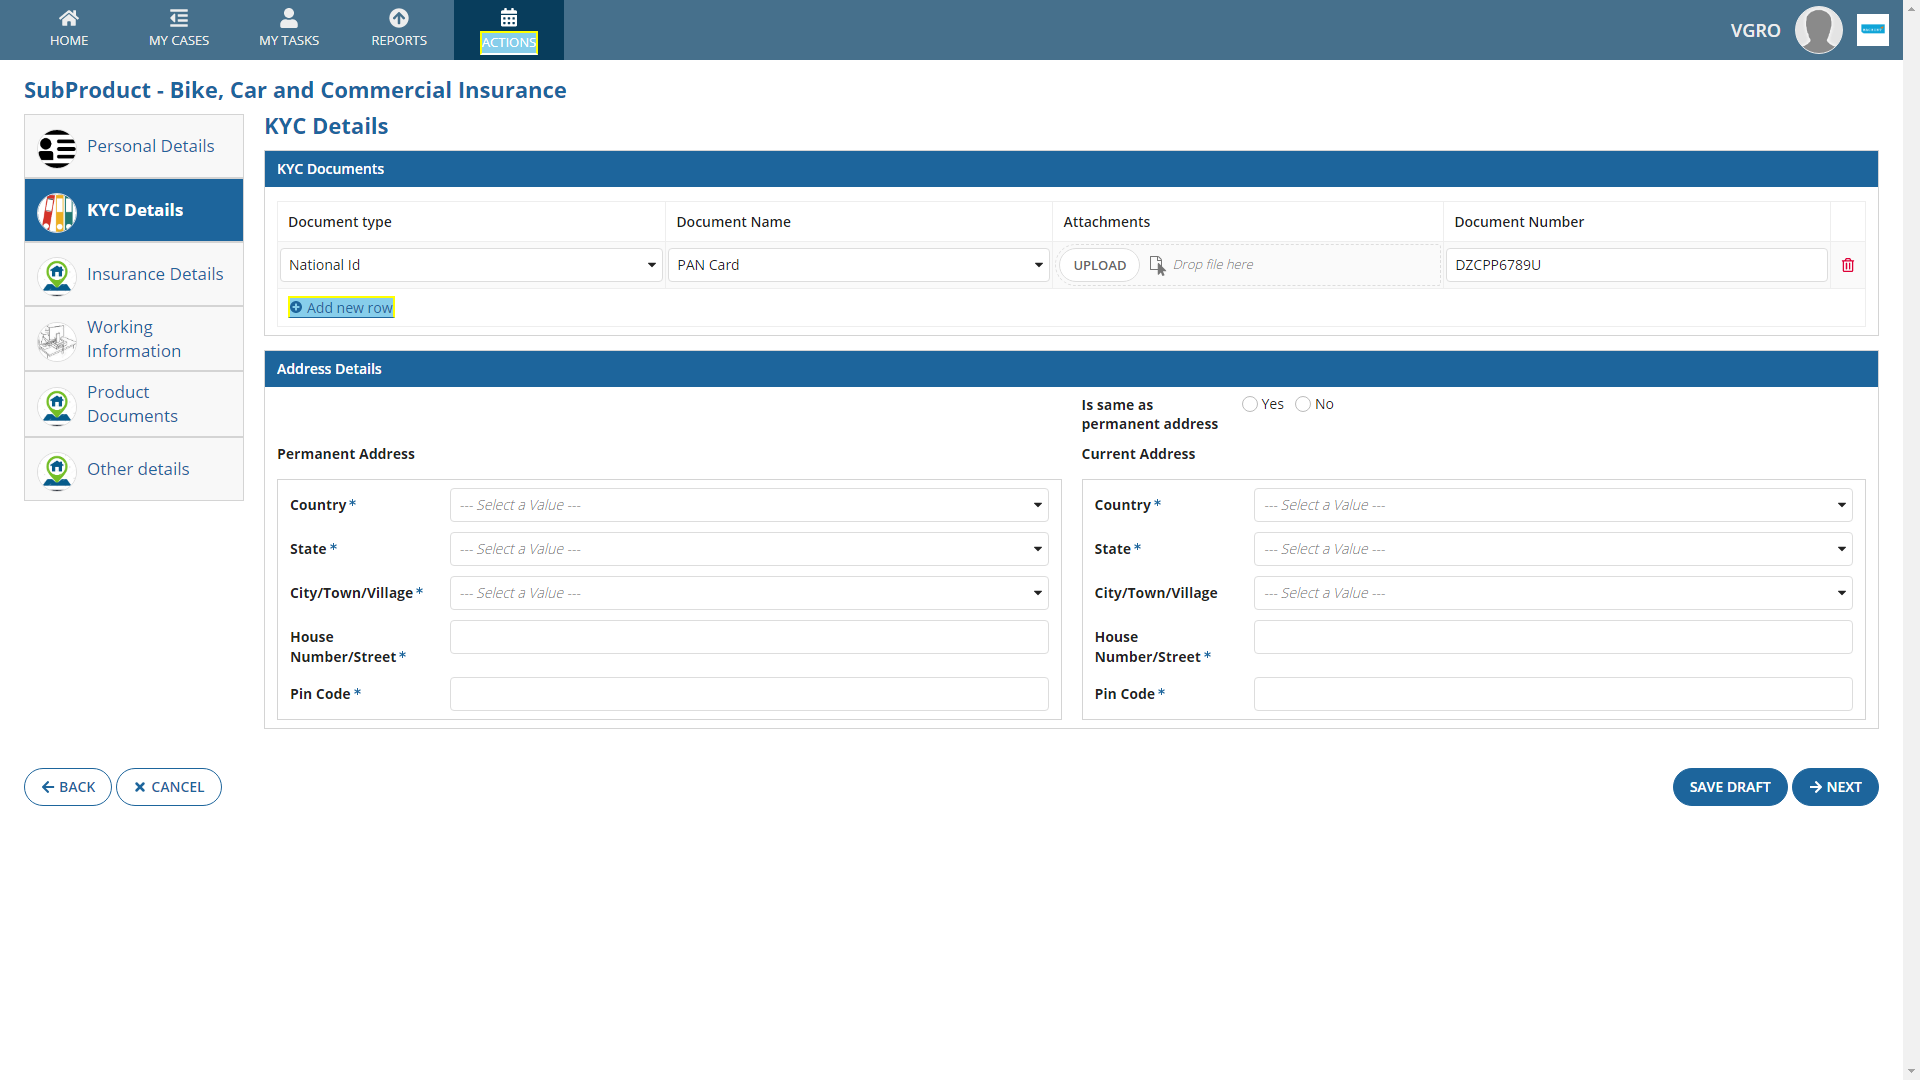 HOME
MY CASES
MY TASKS
REPORTS
ACTIONS
VGRO
SubProduct - Bike, Car and Commercial Insurance
Personal Details
KYC Details
Insurance Details
Working
Information
Product
Documents
Other details
KYC Details
KYC Documents
Document type
Document Name
Attachments
Document Number
National Id
PAN Card
UPLOAD
Drop file here
DZCPP6789U
Add new row
Address Details
Is same as
permanent address
Yes
No
Permanent Address
Country *
--- Select a Value ---
State *
--- Select a Value ---
City/Town/Village *
--- Select a Value ---
House
Number/Street *
Pin Code *
Current Address
Country *
--- Select a Value ---
State *
--- Select a Value ---
City/Town/Village
--- Select a Value ---
House
Number/Street *
Pin Code *
BACK
CANCEL
SAVE DRAFT
NEXT